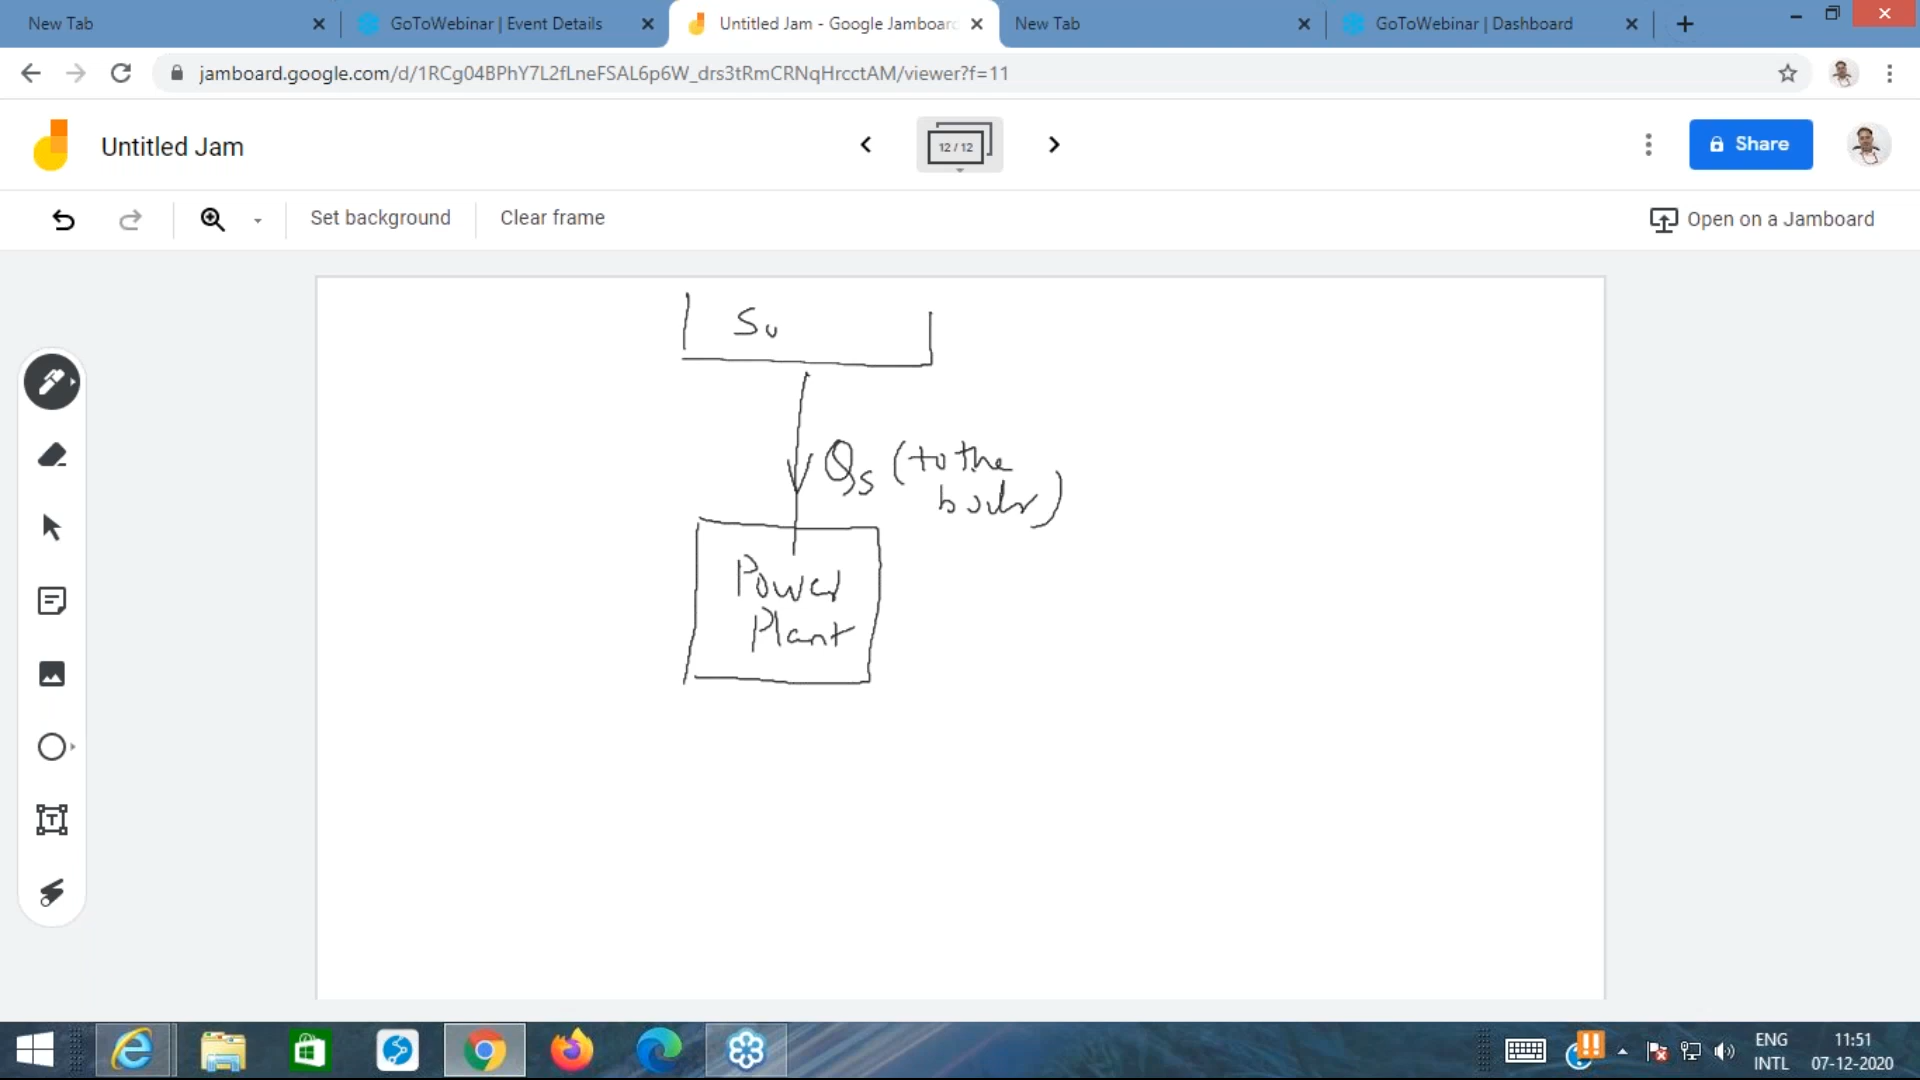 New Tab
GoToWebinar | Event Details
Untitled Jam - Google Jamboard
New Tab
GoToWebinar | Dashboard
jamboard.google.com/d/1RCg04BPhY7L2fLneFSAL6p6W_drs3tRmCRNqHrcctAM/viewer?f=11
Untitled Jam
12 / 12
Share
Set background
Clear frame
Open on a Jamboard
So
Qs (to the
boiler)
Power
Plant
ENG
INTL
11:51
07-12-2020